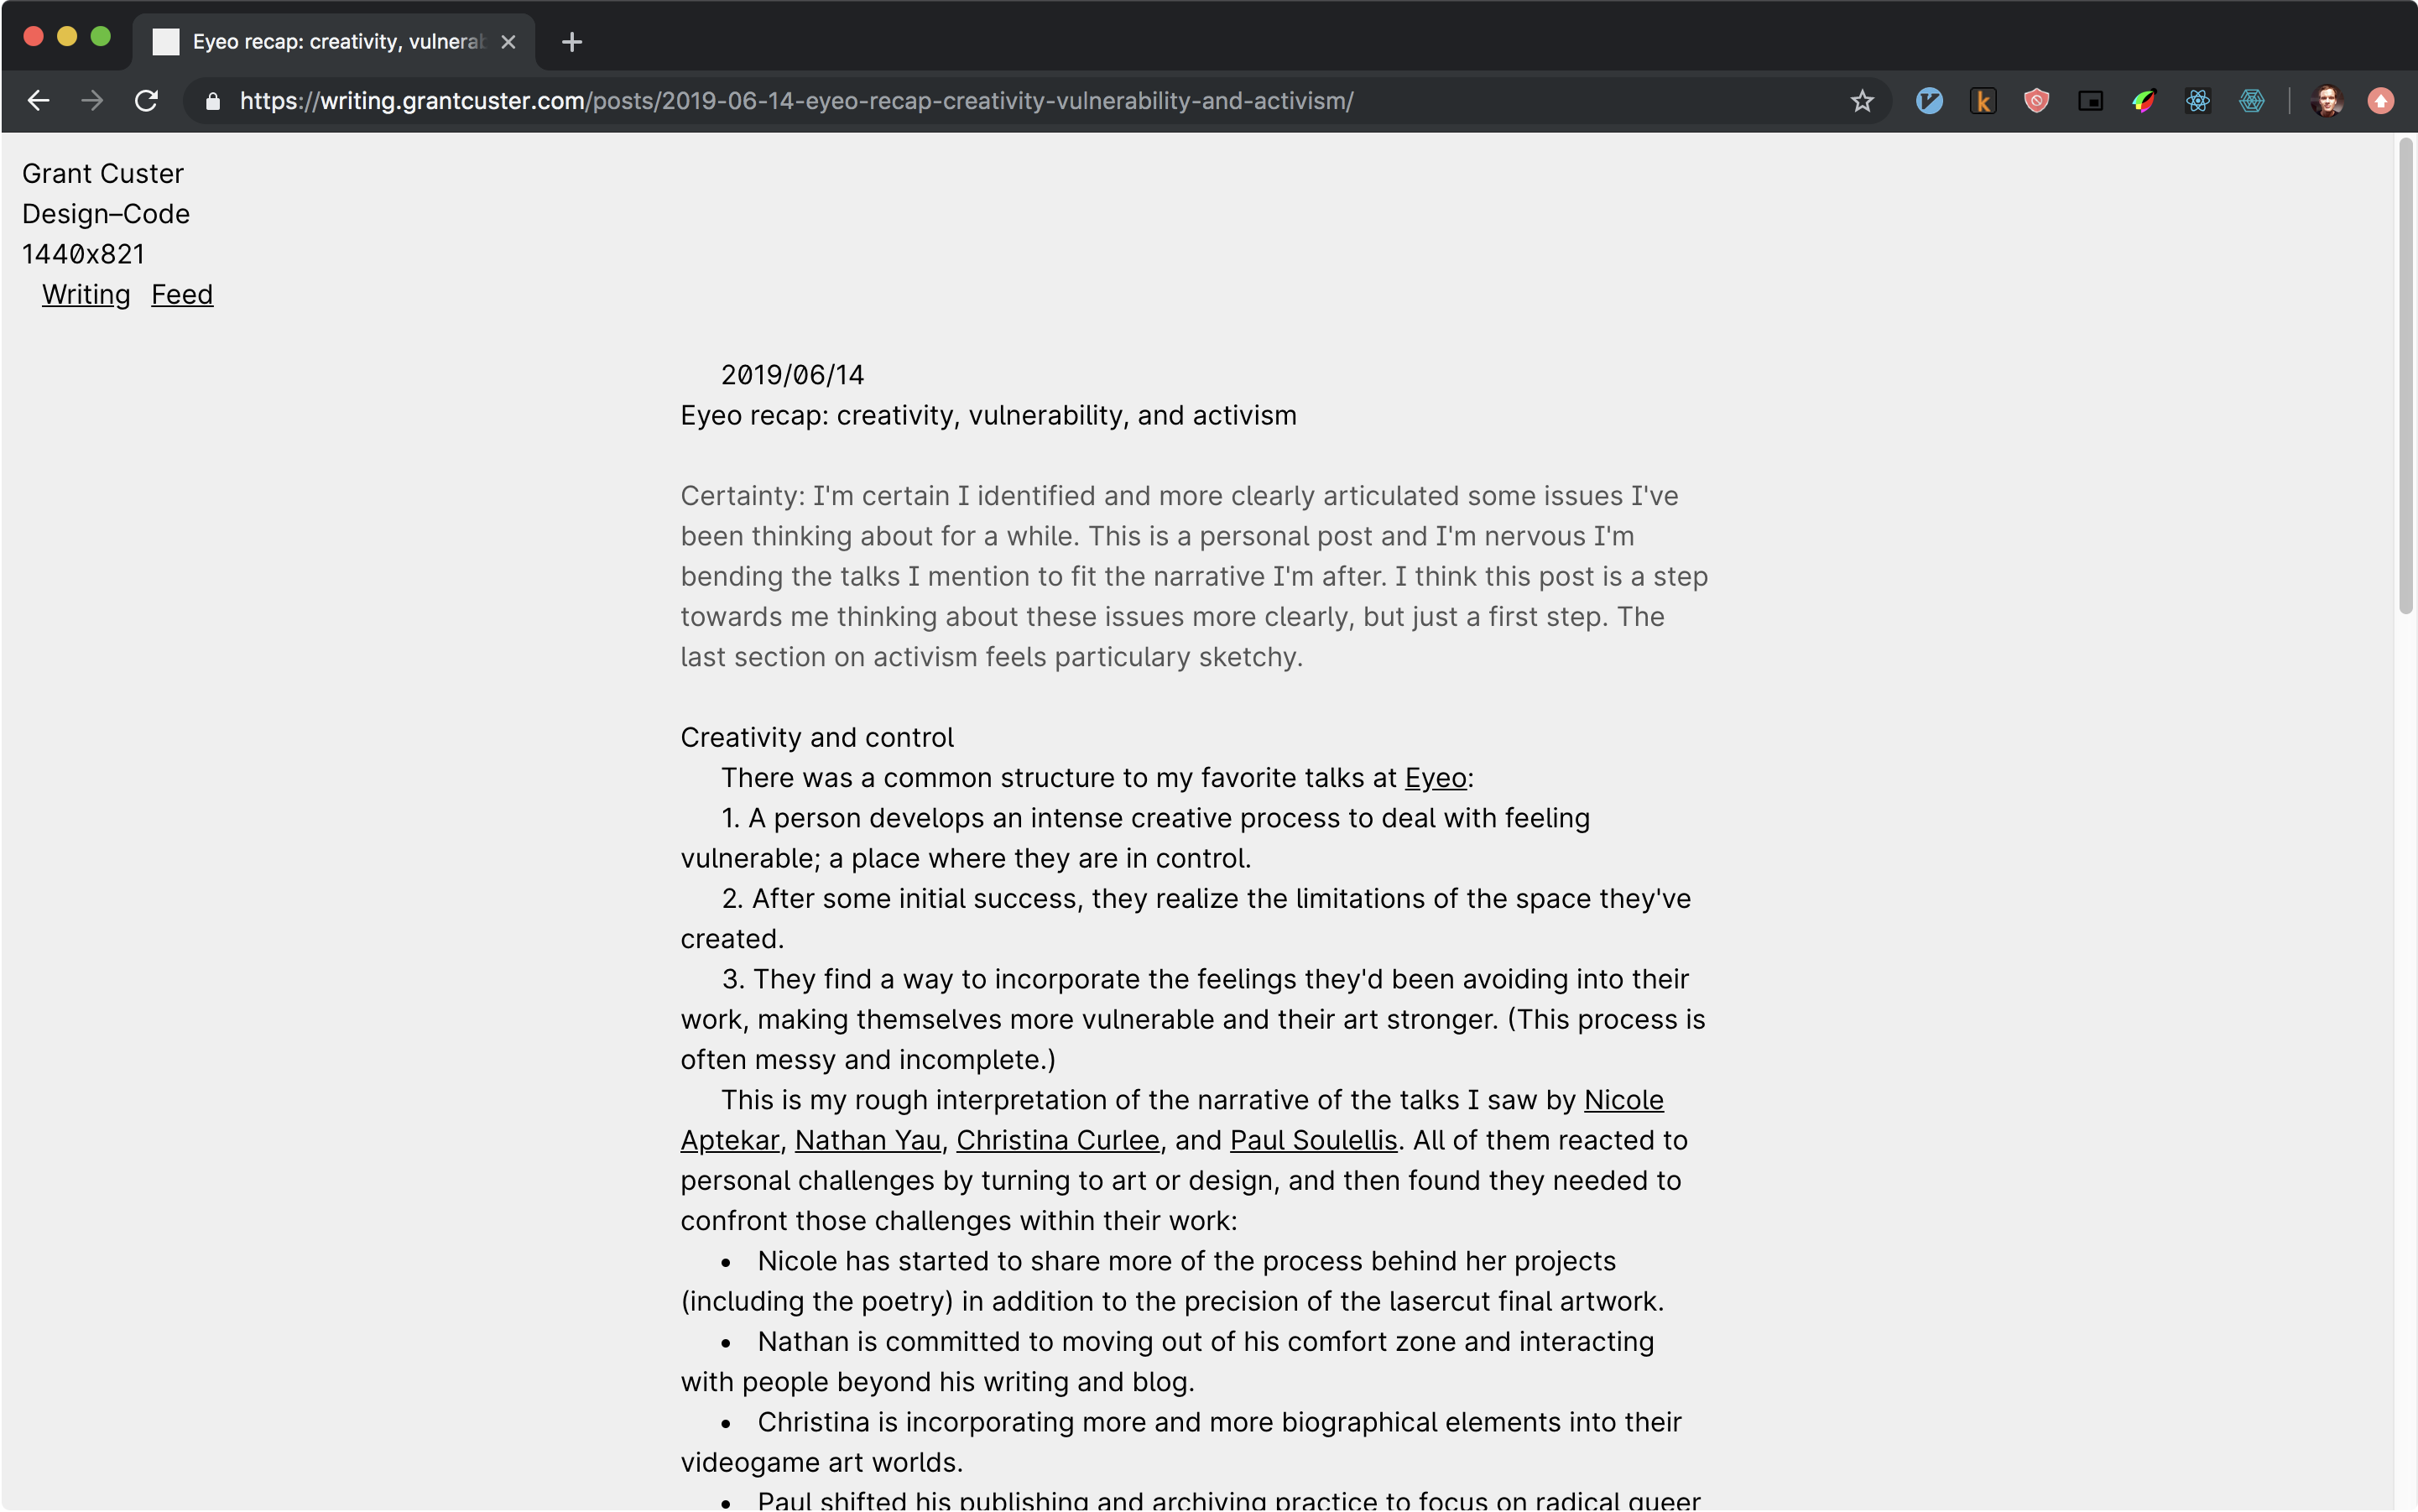 Eyeo recap: creativity, vulnerab
https://writing.grantcuster.com/posts/2019-06-14-eyeo-recap-creativity-vulnerability-and-activism/
Grant Custer
Design–Code
1440x821
Writing Feed
2019/06/14
Eyeo recap: creativity, vulnerability, and activism
Certainty: I'm certain I identified and more clearly articulated some issues I've
been thinking about for a while. This is a personal post and I'm nervous I'm
bending the talks I mention to fit the narrative I'm after. I think this post is a step
towards me thinking about these issues more clearly, but just a first step. The
last section on activism feels particulary sketchy.
Creativity and control
There was a common structure to my favorite talks at Eyeo:
1. A person develops an intense creative process to deal with feeling
vulnerable; a place where they are in control.
2. After some initial success, they realize the limitations of the space they've
created.
3. They find a way to incorporate the feelings they'd been avoiding into their
work, making themselves more vulnerable and their art stronger. (This process is
often messy and incomplete.)
This is my rough interpretation of the narrative of the talks I saw by Nicole
Aptekar, Nathan Yau, Christina Curlee, and Paul Soulellis. All of them reacted to
personal challenges by turning to art or design, and then found they needed to
confront those challenges within their work:
• Nicole has started to share more of the process behind her projects
(including the poetry) in addition to the precision of the lasercut final artwork.
• Nathan is committed to moving out of his comfort zone and interacting
with people beyond his writing and blog.
• Christina is incorporating more and more biographical elements into their
videogame art worlds.
• Paul shifted his publishing and archiving practice to focus on radical queer